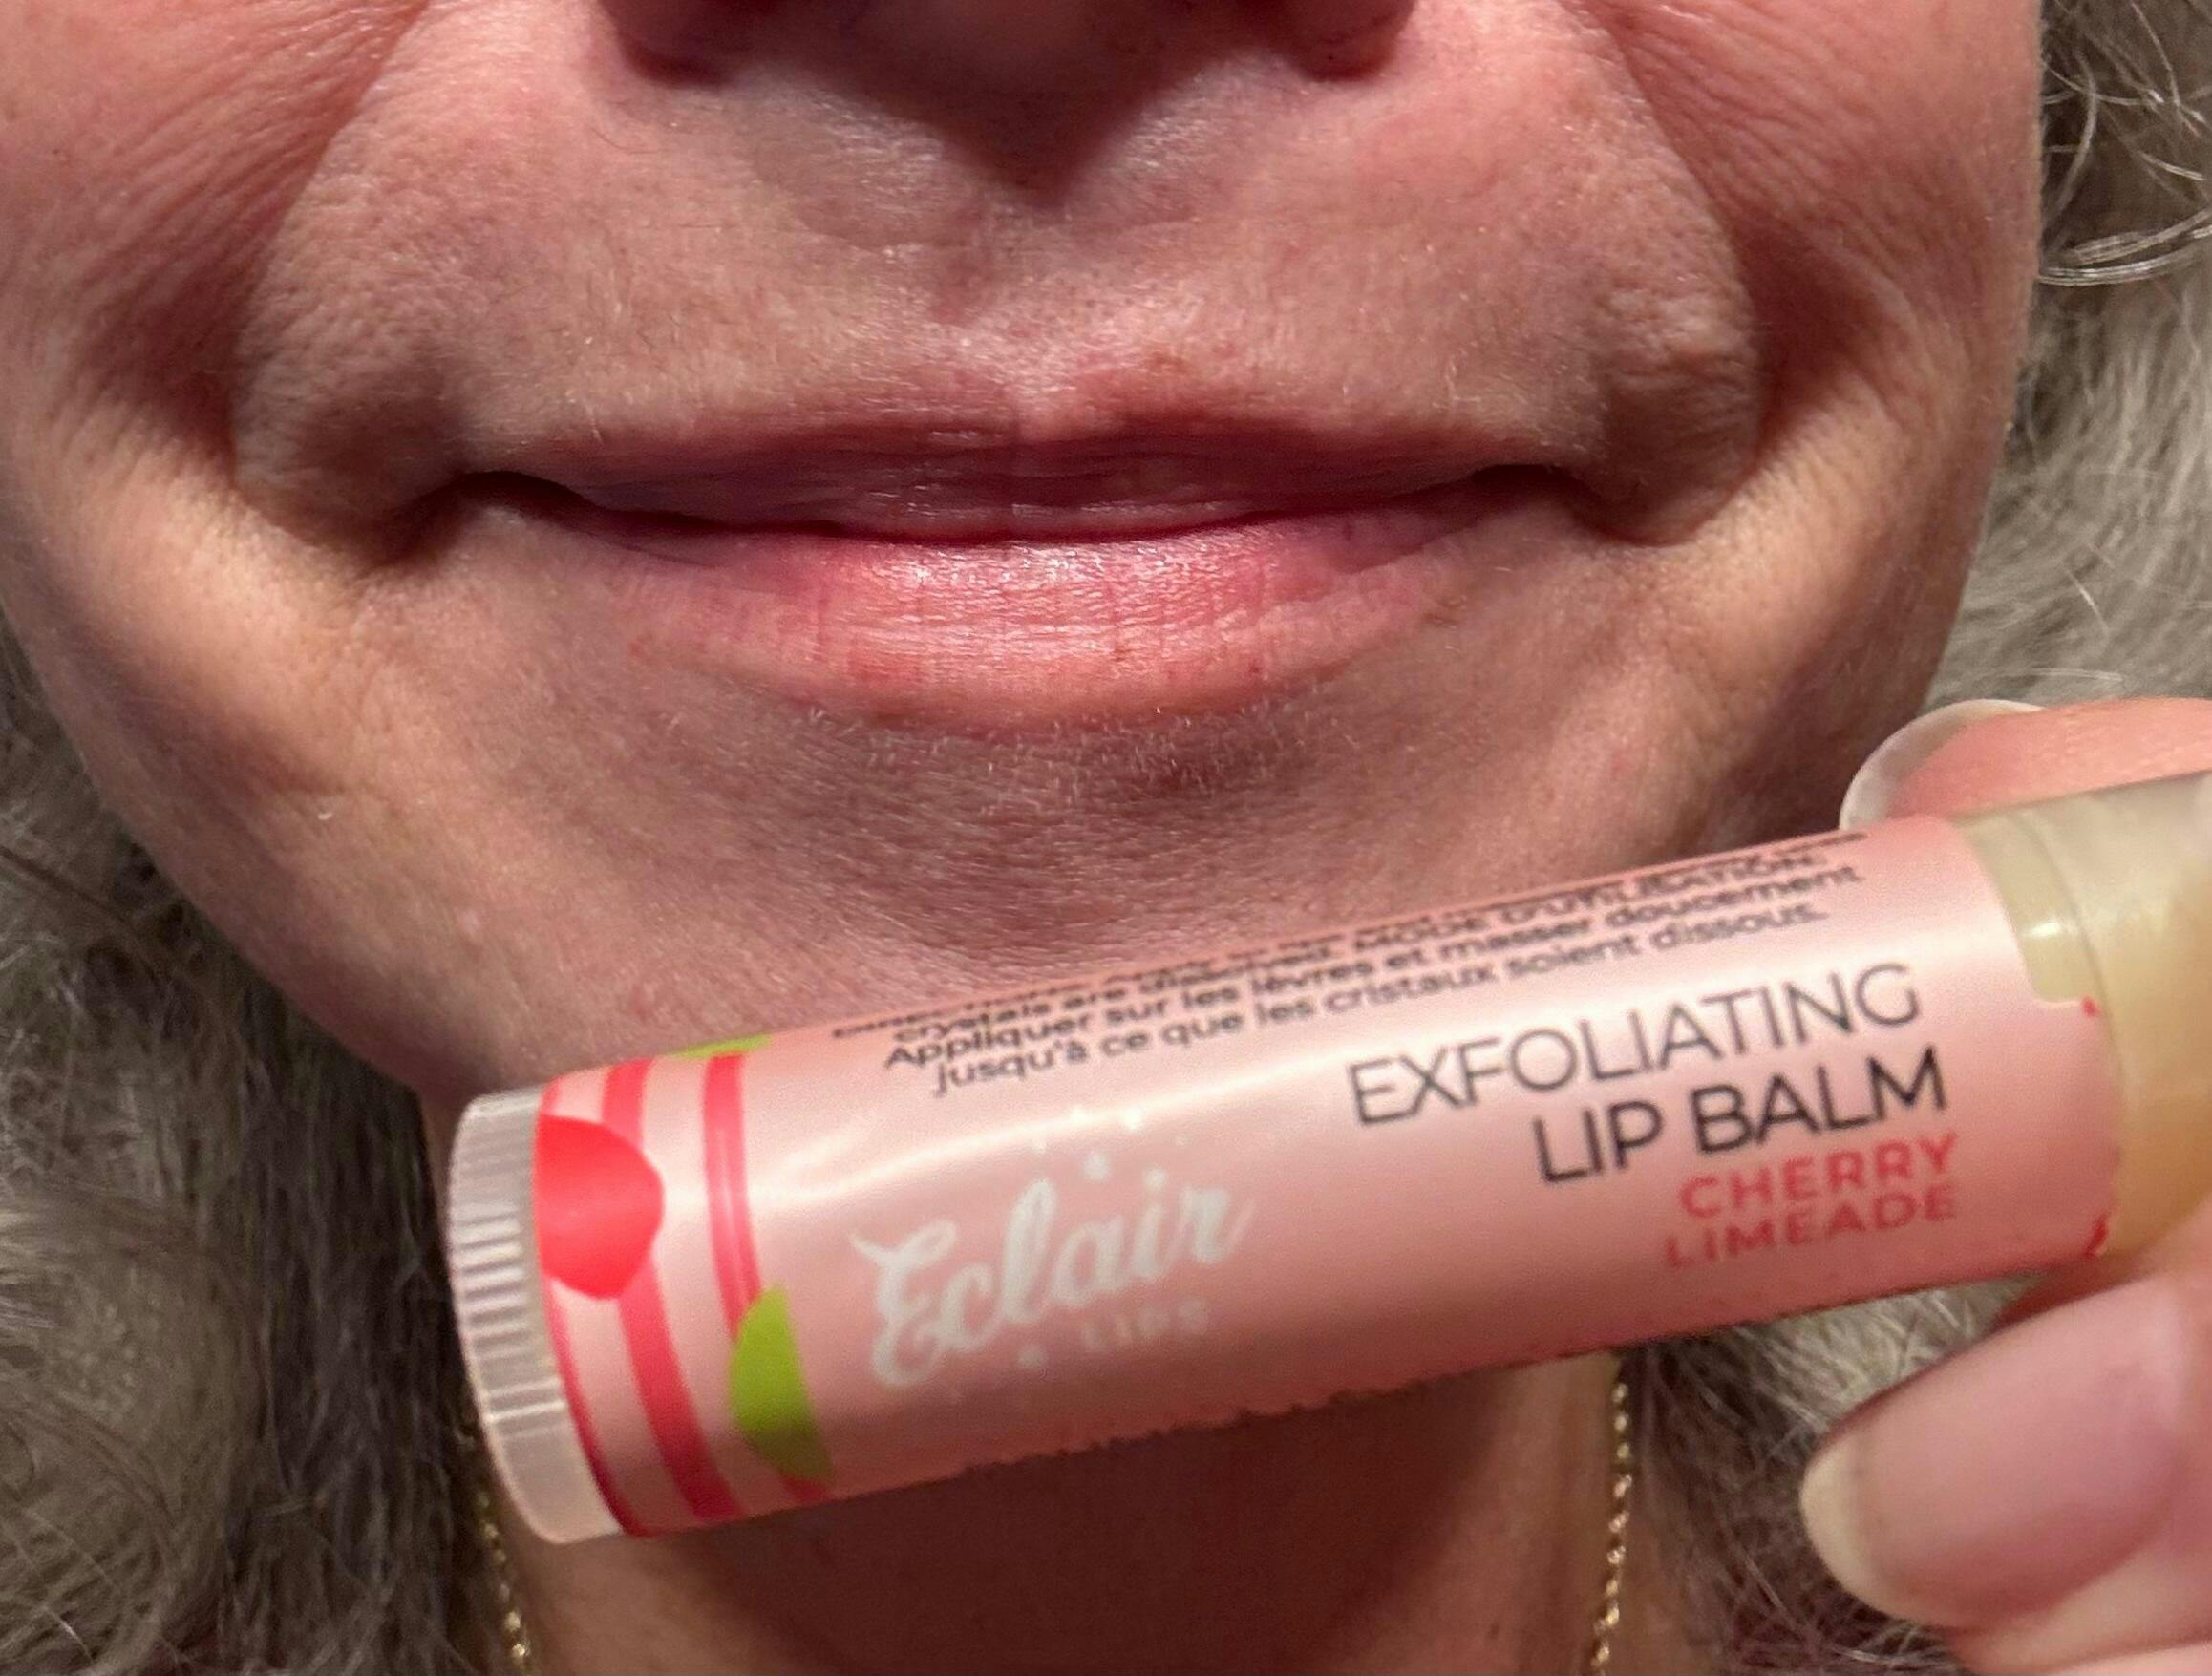 crystals are dissolved. MODE D'UTILISATION:
Appliquer sur les lèvres et masser doucement
jusqu'à ce que les cristaux soient dissous.
EXFOLIATING
LIP BALM
CHERRY
LIMEADE
Eclair
LIPS